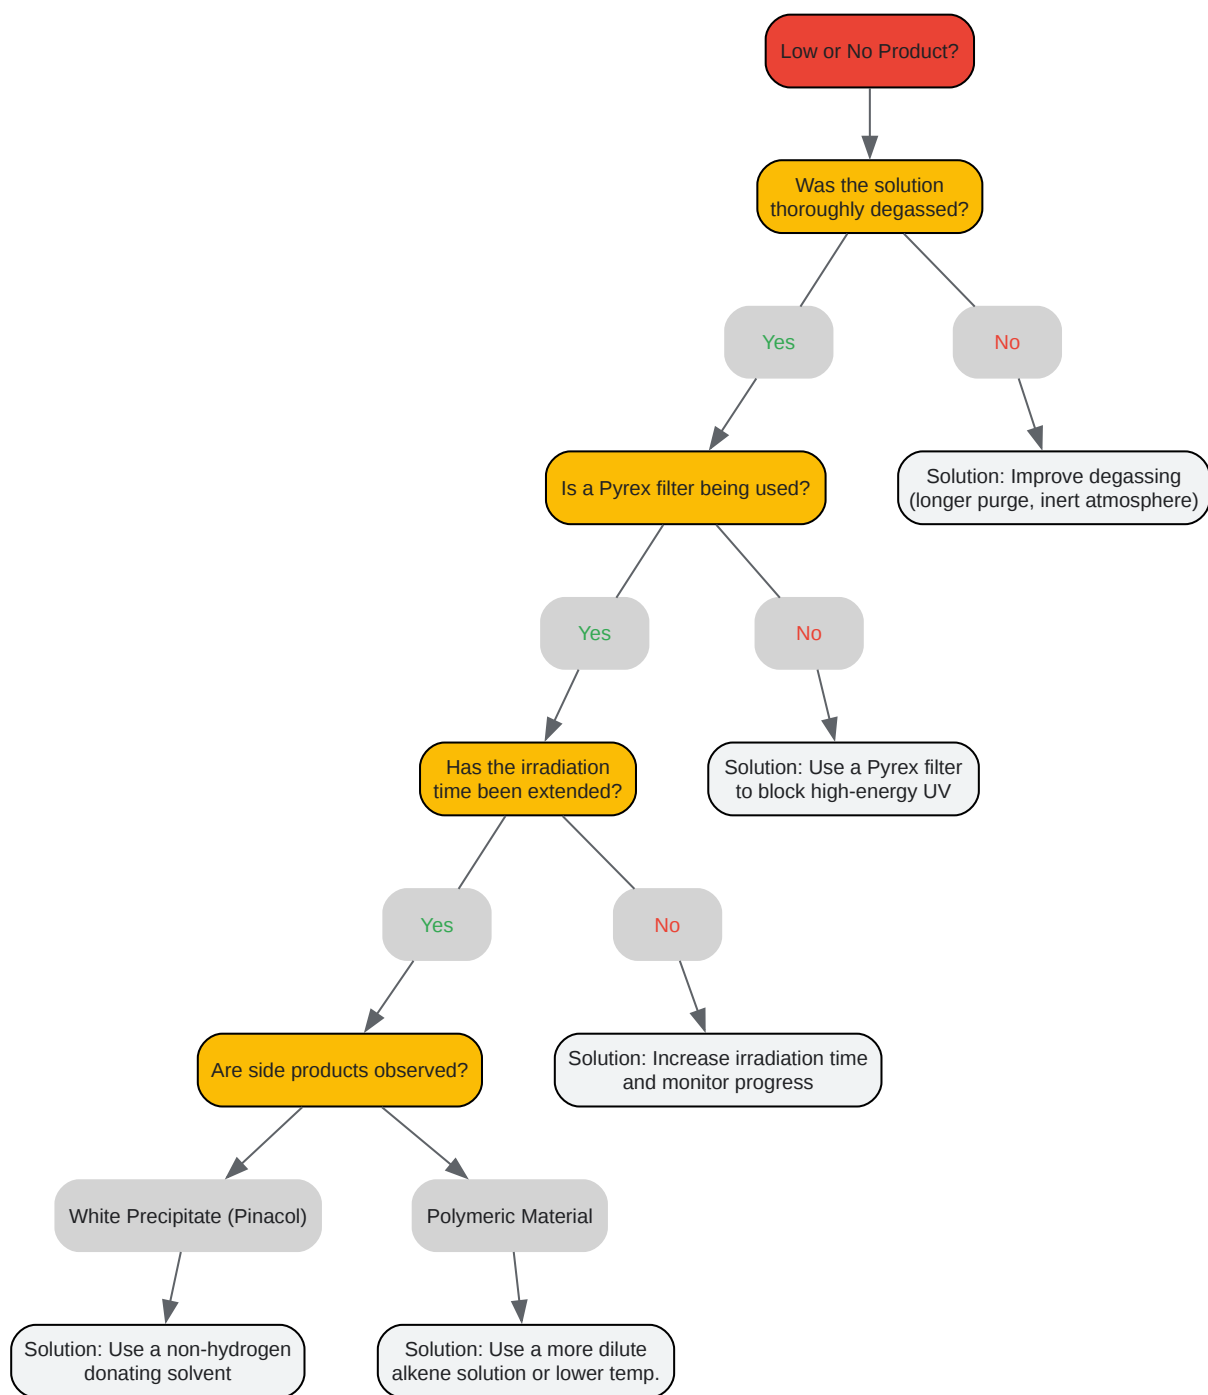 Low or No Product?
Was the solution
thoroughly degassed?
Yes
No
Is a Pyrex filter being used?
Solution: Improve degassing
(longer purge, inert atmosphere)
Yes
No
Has the irradiation
time been extended?
Solution: Use a Pyrex filter
to block high-energy UV
Yes
No
Are side products observed?
Solution: Increase irradiation time
and monitor progress
White Precipitate (Pinacol)
Polymeric Material
Solution: Use a non-hydrogen
donating solvent
Solution: Use a more dilute
alkene solution or lower temp.